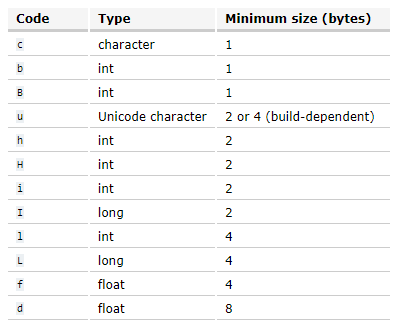 Code Type Minimum size (bytes)
c character 1
b int 1
B int 1
u Unicode character 2 or 4 (build-dependent)
h int 2
H int 2
i int 2
I long 2
l int 4
L long 4
f float 4
d float 8